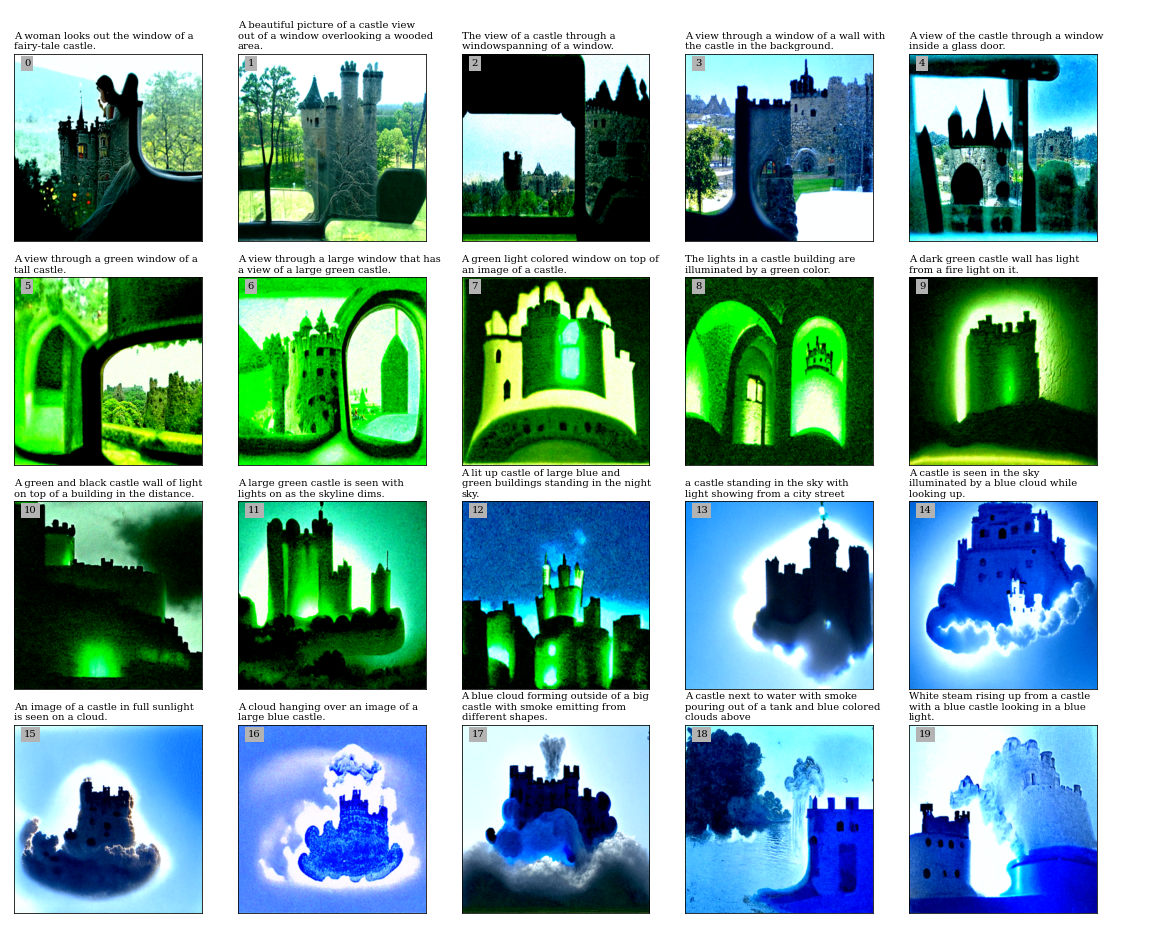 A woman looks out the window of a
fairy-tale castle.
0
A beautiful picture of a castle view
out of a window overlooking a wooded
area.
1
The view of a castle through a
windowspanning of a window.
2
A view through a window of a wall with
the castle in the background.
3
A view of the castle through a window
inside a glass door.
4
A view through a green window of a
tall castle.
5
A view through a large window that has
a view of a large green castle.
6
A green light colored window on top of
an image of a castle.
7
The lights in a castle building are
illuminated by a green color.
8
A dark green castle wall has light
from a fire light on it.
9
A green and black castle wall of light
on top of a building in the distance.
10
A large green castle is seen with
lights on as the skyline dims.
11
A lit up castle of large blue and
green buildings standing in the night
sky.
12
a castle standing in the sky with
light showing from a city street
13
A castle is seen in the sky
illuminated by a blue cloud while
looking up.
14
An image of a castle in full sunlight
is seen on a cloud.
15
A cloud hanging over an image of a
large blue castle.
16
A blue cloud forming outside of a big
castle with smoke emitting from
different shapes.
17
A castle next to water with smoke
pouring out of a tank and blue colored
clouds above
18
White steam rising up from a castle
with a blue castle looking in a blue
light.
19